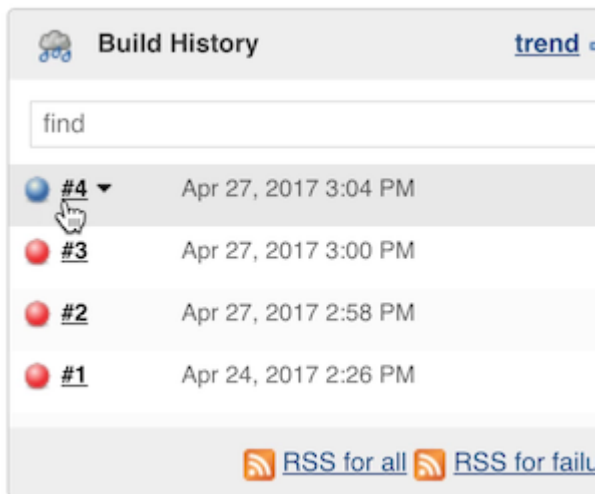 Build History trend
find
#4 Apr 27, 2017 3:04 PM
#3 Apr 27, 2017 3:00 PM
#2 Apr 27, 2017 2:58 PM
#1 Apr 24, 2017 2:26 PM
RSS for all RSS for